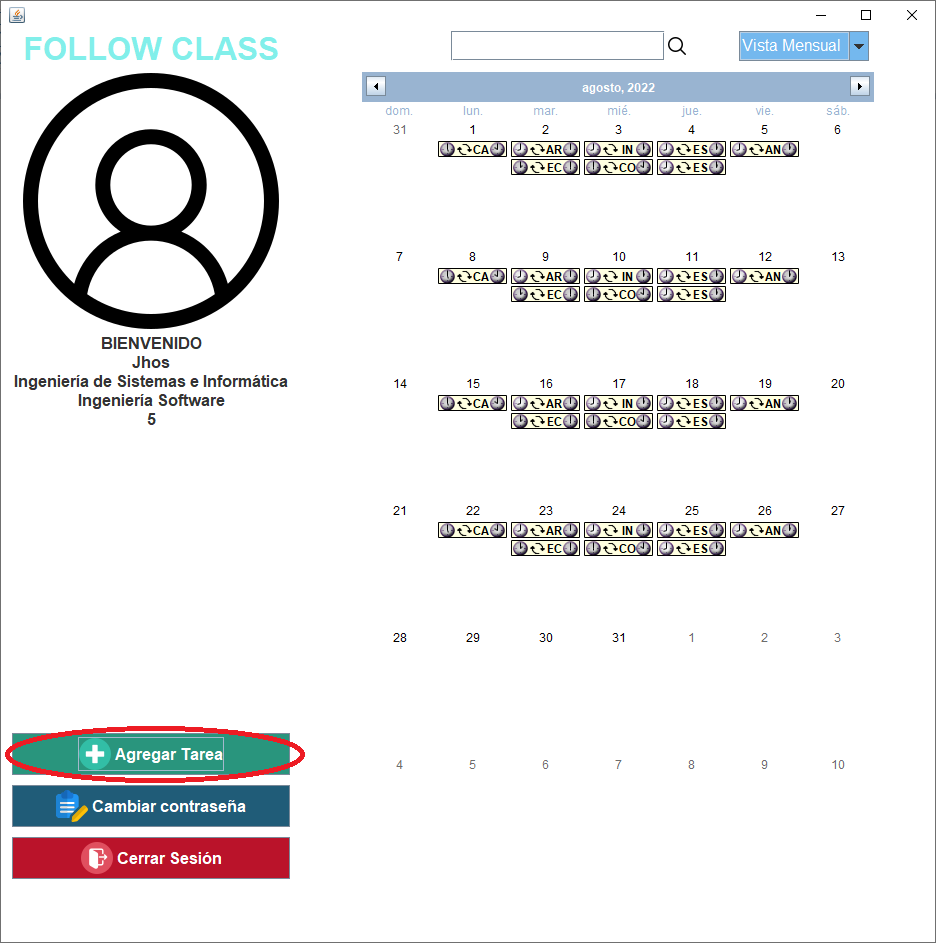 FOLLOW CLASS
BIENVENIDO
Jhos
Ingeniería de Sistemas e Informática
Ingeniería Software
5
Agregar Tarea
Cambiar contraseña
Cerrar Sesión
Vista Mensual
agosto, 2022
dom. lun. mar. mié. jue. vie. sáb.
31 1 2 3 4 5 6
CA AR IN ES AN
EC CO ES
7 8 9 10 11 12 13
CA AR IN ES AN
EC CO ES
14 15 16 17 18 19 20
CA AR IN ES AN
EC CO ES
21 22 23 24 25 26 27
CA AR IN ES AN
EC CO ES
28 29 30 31 1 2 3
4 5 6 7 8 9 10